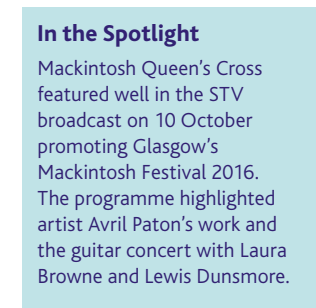 In the Spotlight
Mackintosh Queen’s Cross
featured well in the STV
broadcast on 10 October
promoting Glasgow’s
Mackintosh Festival 2016.
The programme highlighted
artist Avril Paton’s work and
the guitar concert with Laura
Browne and Lewis Dunsmore.